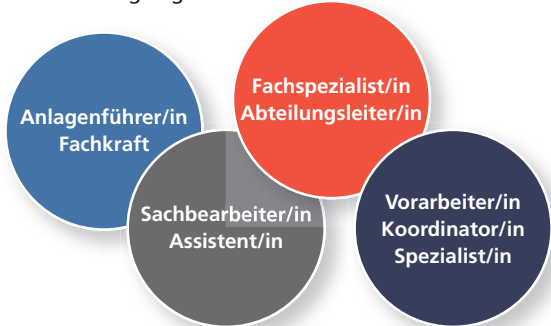 Fachspezialist/in
Abteilungsleiter/in
Anlagenführer/in
Fachkraft
Sachbearbeiter/in
Assistent/in
Vorarbeiter/in
Koordinator/in
Spezialist/in